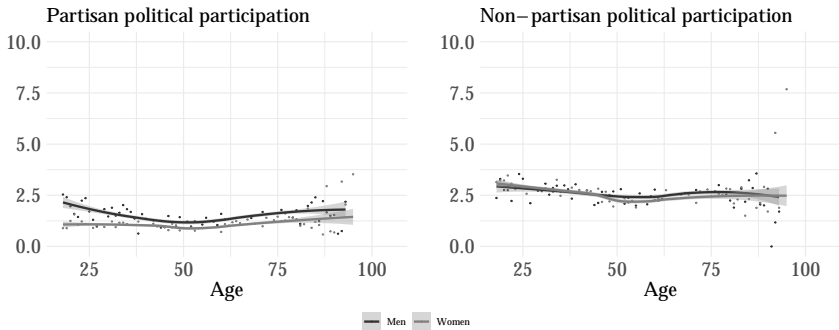 Partisan political participation
10.0
7.5
5.0
2.5
0.0
25 50 75 100
Age
Non−partisan political participation
10.0
7.5
5.0
2.5
0.0
25 50 75 100
Age
Men Women